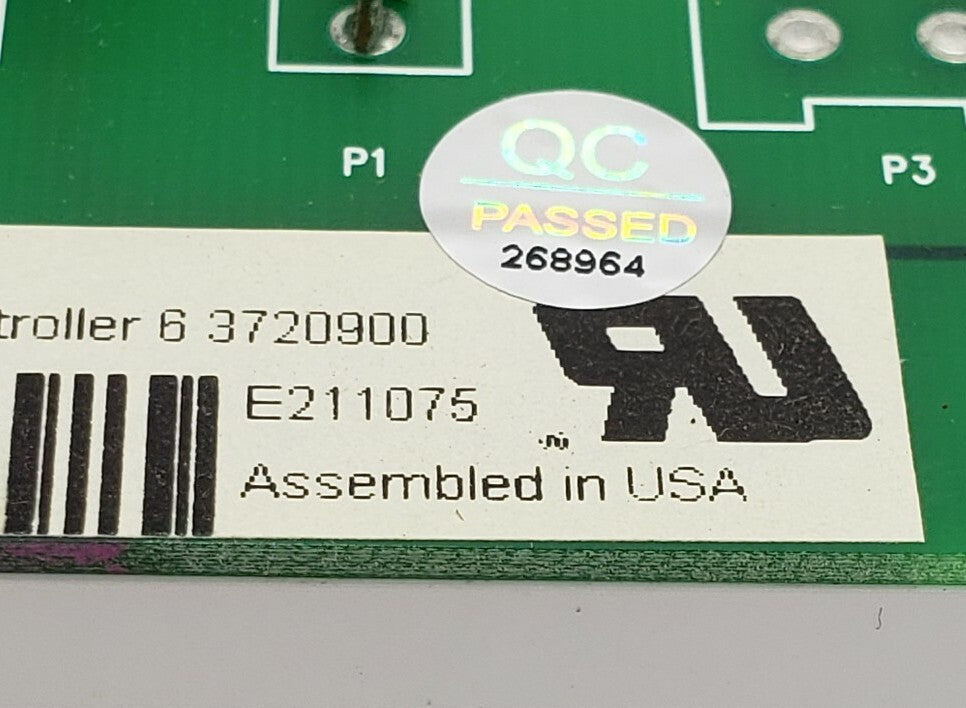 P1
P3
QC
PASSED
268964
troller 6 3720900
E211075
Assembled in USA